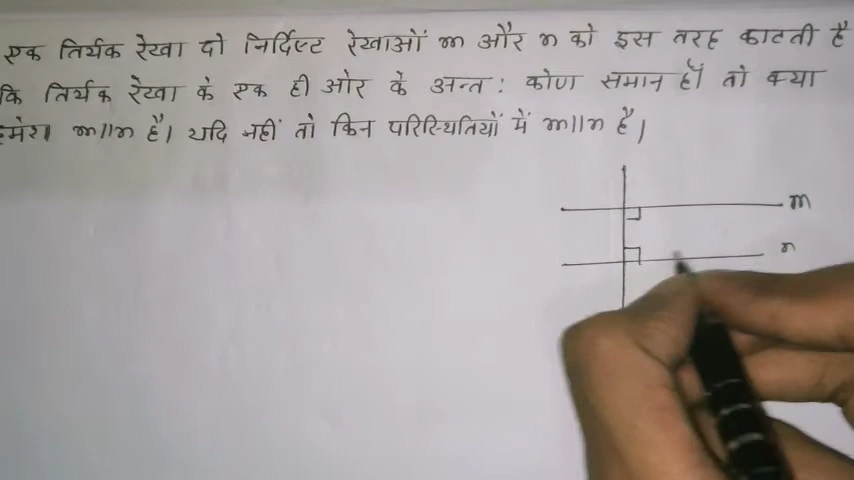 एक तिर्यक रेखा दो निर्दिष्ट रेखाओं m और n को इस तरह काटती है
कि तिर्यक रेखा के एक ही ओर के अन्त: कोण समान हों तो क्या
हमेशा m॥n है। यदि नहीं तो किन परिस्थितियों में m॥n है।
m
n